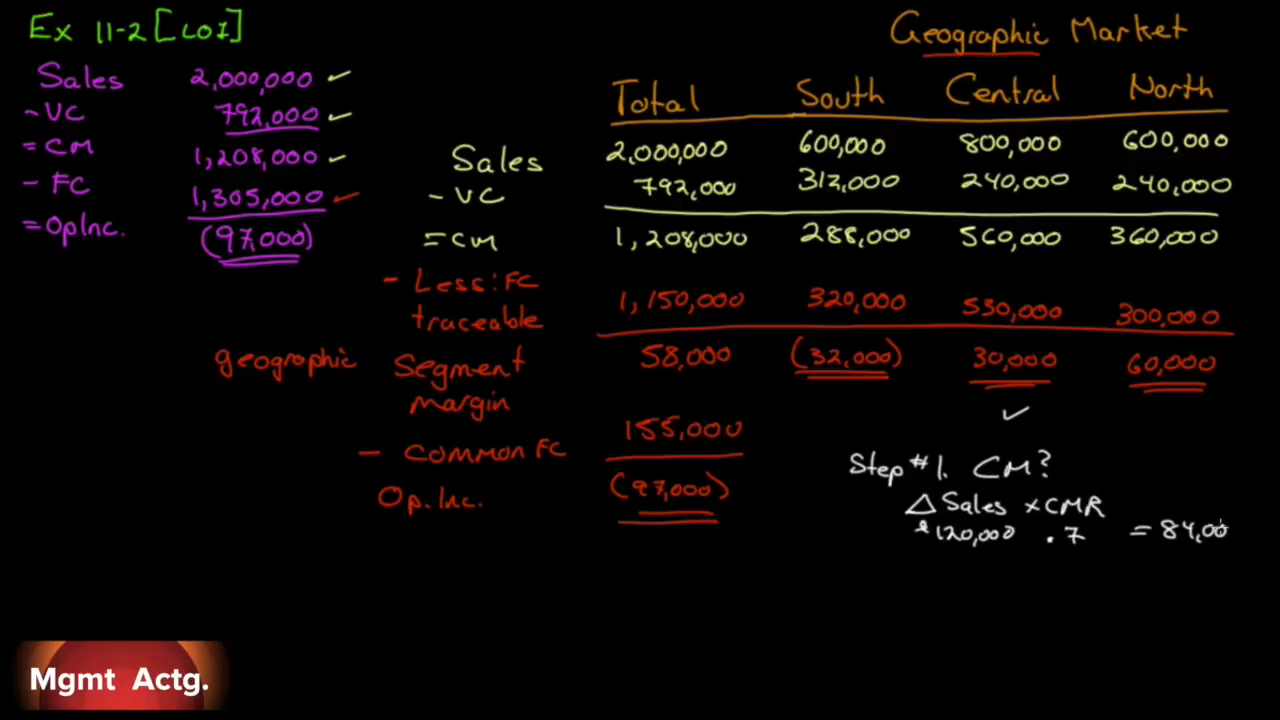 Ex 11-2 [LO1]
Geographic Market
Sales 2,000,000
- VC 792,000
= CM 1,208,000
- FC 1,305,000
= Op Inc. (97,000)
Total South Central North
Sales 2,000,000 600,000 800,000 600,000
- VC 792,000 312,000 240,000 240,000
= CM 1,208,000 288,000 560,000 360,000
- Less: FC
traceable 1,150,000 320,000 530,000 300,000
geographic Segment
margin 58,000 (32,000) 30,000 60,000
- Common FC 155,000
Op. Inc. (97,000)
Step #1. CM?
△ Sales x CMR
$120,000 .7 = 84,00
Mgmt Actg.